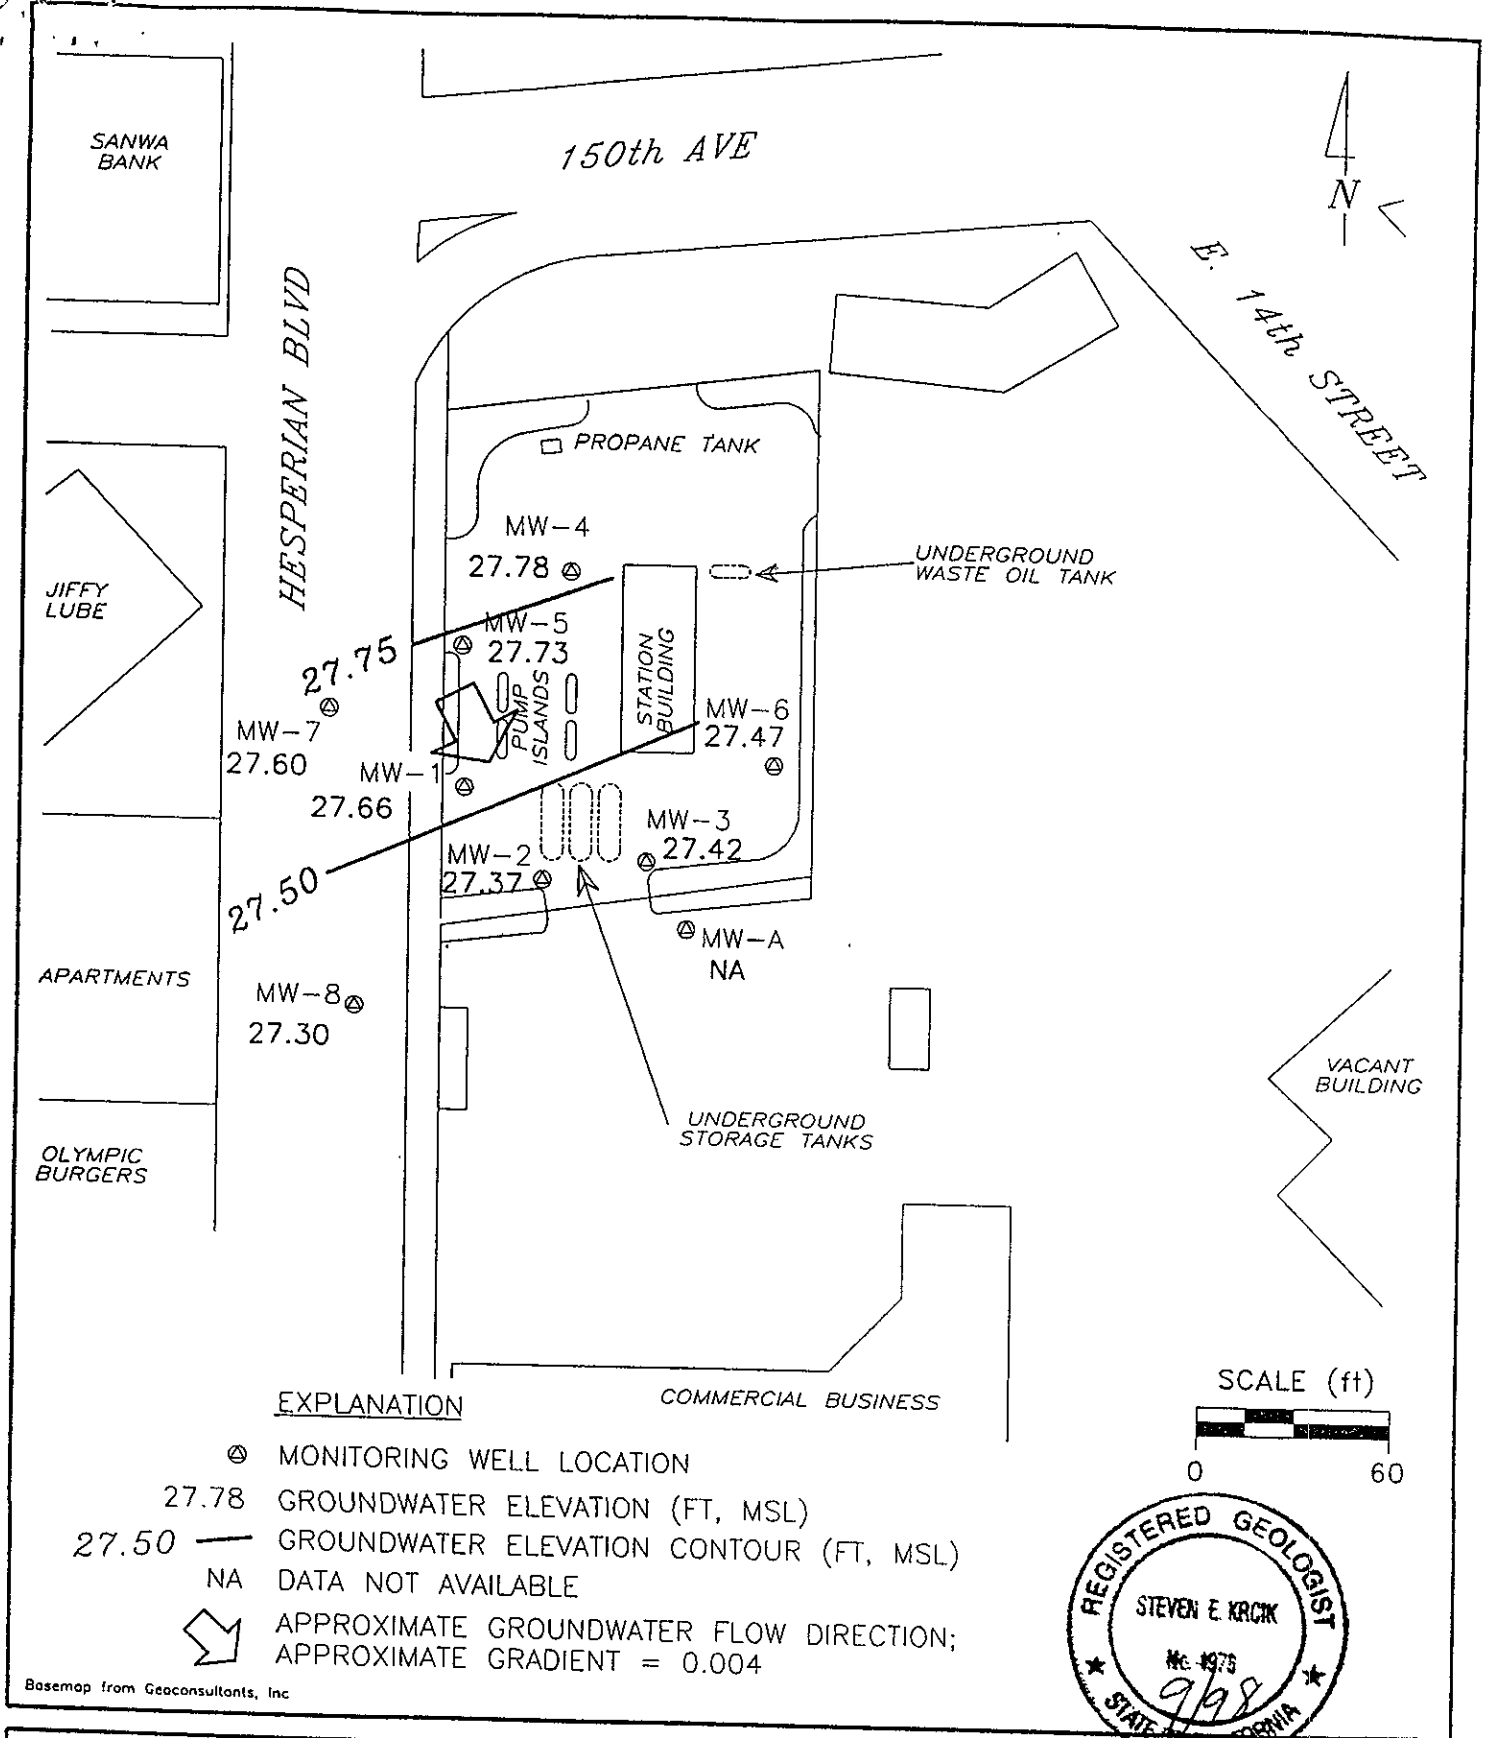 150th AVE
SANWA
BANK
N
E. 14th STREET
HESPERIAN BLVD
PROPANE TANK
MW-4
27.78
UNDERGROUND
WASTE OIL TANK
JIFFY
LUBE
MW-5
27.73
27.75
STATION
BUILDING
PUMP
ISLANDS
MW-6
27.47
MW-7
27.60
MW-1
27.66
MW-3
27.42
MW-2
27.37
27.50
MW-A
NA
APARTMENTS
MW-8
27.30
VACANT
BUILDING
UNDERGROUND
STORAGE TANKS
OLYMPIC
BURGERS
COMMERCIAL BUSINESS
SCALE (ft)
0 60
EXPLANATION
MONITORING WELL LOCATION
27.78 GROUNDWATER ELEVATION (FT, MSL)
27.50 GROUNDWATER ELEVATION CONTOUR (FT, MSL)
NA DATA NOT AVAILABLE
APPROXIMATE GROUNDWATER FLOW DIRECTION;
APPROXIMATE GRADIENT = 0.004
Basemap from Geoconsultants, Inc
REGISTERED GEOLOGIST
STEVEN E. KRCIK
No. 4976
9/98
STATE